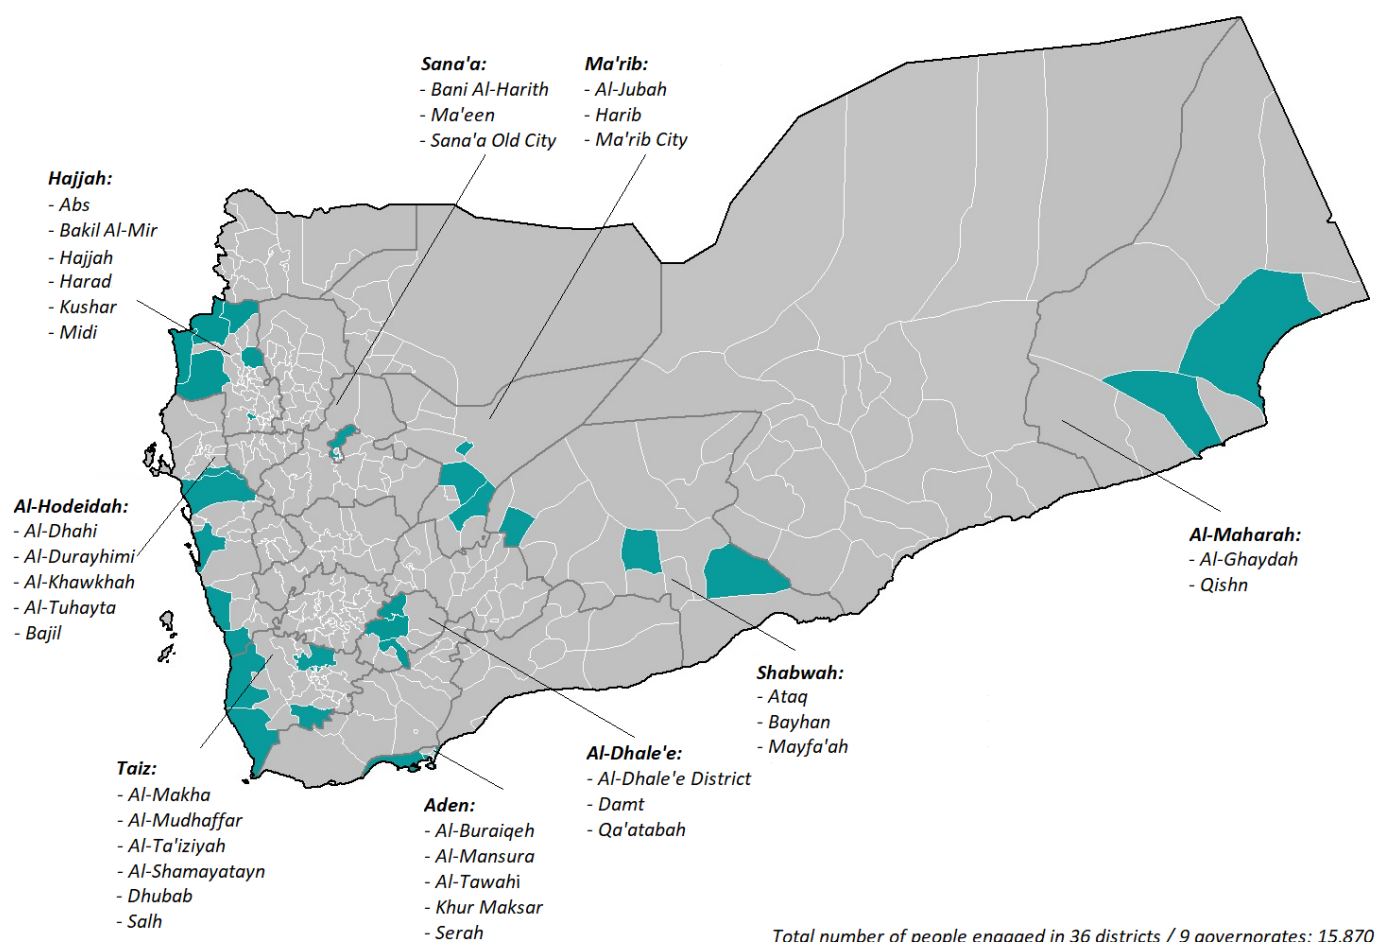 Sana'a:
- Bani Al-Harith
- Ma'een
- Sana'a Old City
Ma'rib:
- Al-Jubah
- Harib
- Ma'rib City
Hajjah:
- Abs
- Bakil Al-Mir
- Hajjah
- Harad
- Kushar
- Midi
Al-Hodeidah:
- Al-Dhahi
- Al-Durayhimi
- Al-Khawkhah
- Al-Tuhayta
- Bajil
Al-Maharah:
- Al-Ghaydah
- Qishn
Shabwah:
- Ataq
- Bayhan
- Mayfa'ah
Al-Dhale'e:
- Al-Dhale'e District
- Damt
- Qa'atabah
Taiz:
- Al-Makha
- Al-Mudhaffar
- Al-Ta'iziyah
- Al-Shamayatayn
- Dhubab
- Salh
Aden:
- Al-Buraiqeh
- Al-Mansura
- Al-Tawahi
- Khur Maksar
- Serah
Total number of people engaged in 36 districts / 9 governorates: 15.870